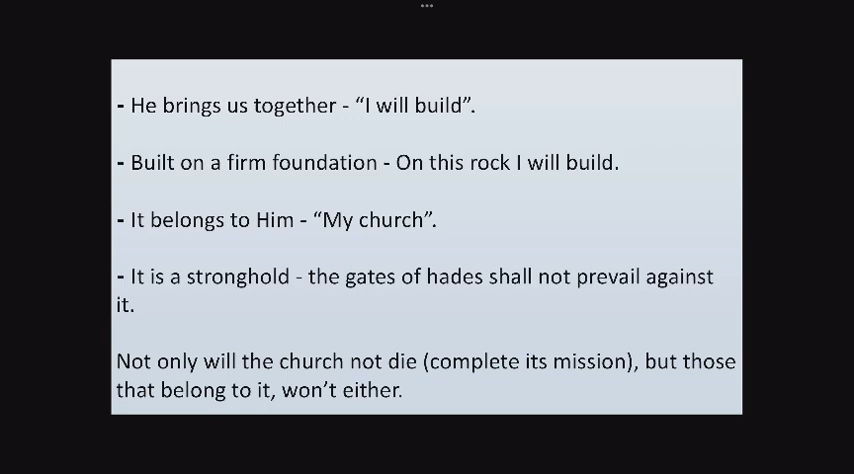 - He brings us together - “I will build”.
- Built on a firm foundation - On this rock I will build.
- It belongs to Him - “My church”.
- It is a stronghold - the gates of hades shall not prevail against
it.
Not only will the church not die (complete its mission), but those
that belong to it, won’t either.